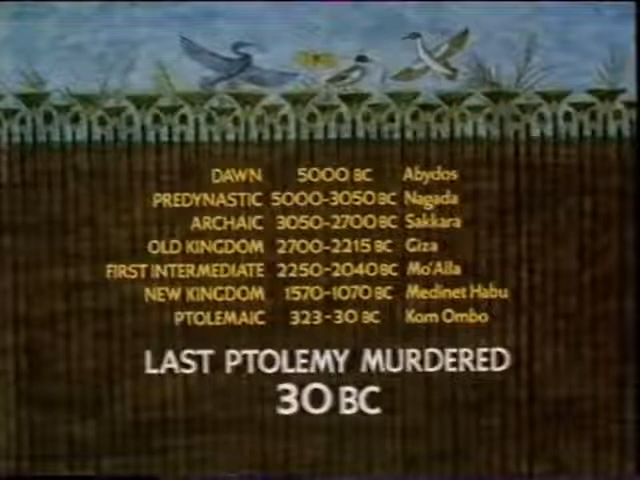 DAWN 5000 BC Abydos
PREDYNASTIC 5000-3050 BC Nagada
ARCHAIC 3050-2700 BC Sakkara
OLD KINGDOM 2700-2215 BC Giza
FIRST INTERMEDIATE 2250-2040 BC Mo'Alla
NEW KINGDOM 1570-1070 BC Medinet Habu
PTOLEMAIC 323-30 BC Kom Ombo
LAST PTOLEMY MURDERED
30 BC